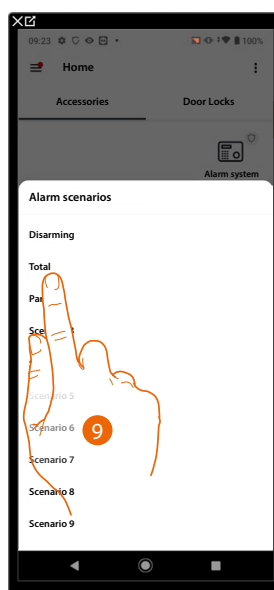 09:23 100%
Home
Accessories Door Locks
Alarm system
Alarm scenarios
Disarming
Total
Scenario 5
Scenario 6
9
Scenario 7
Scenario 8
Scenario 9